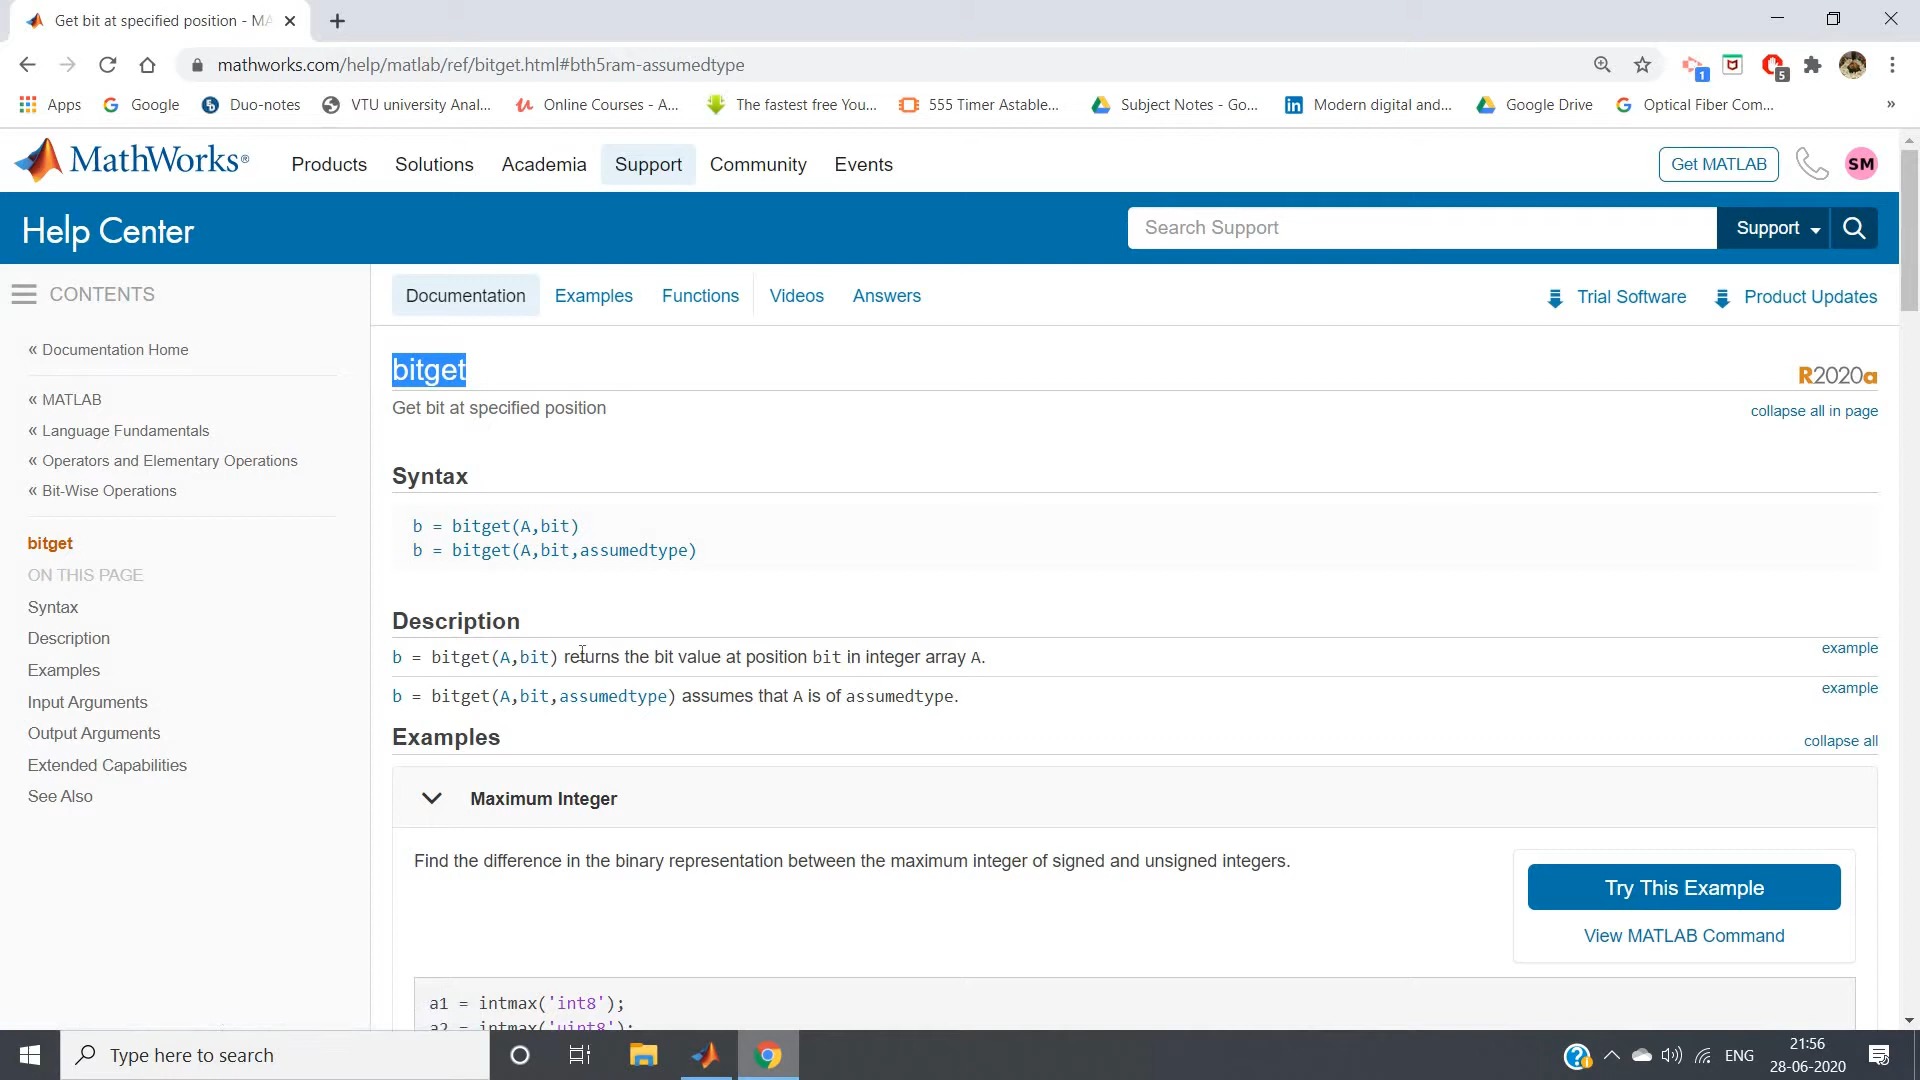 Get bit at specified position - MA
mathworks.com/help/matlab/ref/bitget.html#bth5ram-assumedtype
1
5
Apps
Google
Duo-notes
VTU university Anal...
Online Courses - A...
The fastest free You...
555 Timer Astable...
Subject Notes - Go...
Modern digital and...
Google Drive
Optical Fiber Com...
»
MathWorks®
Products
Solutions
Academia
Support
Community
Events
Get MATLAB
SM
Help Center
Search Support
Support
CONTENTS
Documentation
Examples
Functions
Videos
Answers
Trial Software
Product Updates
« Documentation Home
« MATLAB
« Language Fundamentals
« Operators and Elementary Operations
« Bit-Wise Operations
bitget
ON THIS PAGE
Syntax
Description
Examples
Input Arguments
Output Arguments
Extended Capabilities
See Also
bitget
R2020a
Get bit at specified position
collapse all in page
Syntax
b = bitget(A,bit)
b = bitget(A,bit,assumedtype)
Description
b = bitget(A,bit) returns the bit value at position bit in integer array A.
example
b = bitget(A,bit,assumedtype) assumes that A is of assumedtype.
example
Examples
collapse all
Maximum Integer
Find the difference in the binary representation between the maximum integer of signed and unsigned integers.
Try This Example
View MATLAB Command
a1 = intmax('int8');
a2 = intmax('uint8');
Type here to search
ENG
21:56
28-06-2020